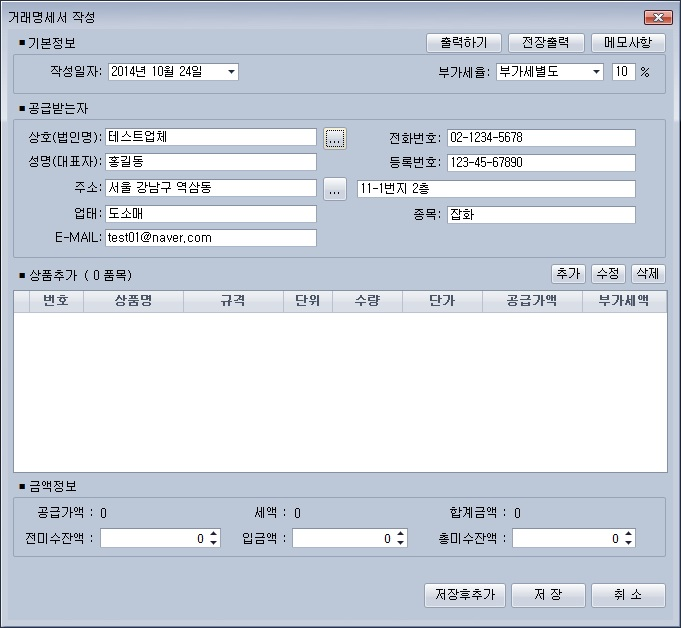 거래명세서 작성
■ 기본정보 출력하기 전장출력 메모사항
작성일자: 2014년 10월 24일 부가세율: 부가세별도 10 %
■ 공급받는자
상호(법인명): 테스트업체 ... 전화번호: 02-1234-5678
성명(대표자): 홍길동 등록번호: 123-45-67890
주소: 서울 강남구 역삼동 ... 11-1번지 2층
업태: 도소매 종목: 잡화
E-MAIL: test01@naver.com
■ 상품추가 ( 0 품목) 추가 수정 삭제
번호 상품명 규격 단위 수량 단가 공급가액 부가세액
■ 금액정보
공급가액 : 0 세액 : 0 합계금액 : 0
전미수잔액 : 0 입금액 : 0 총미수잔액 : 0
저장후추가 저 장 취 소